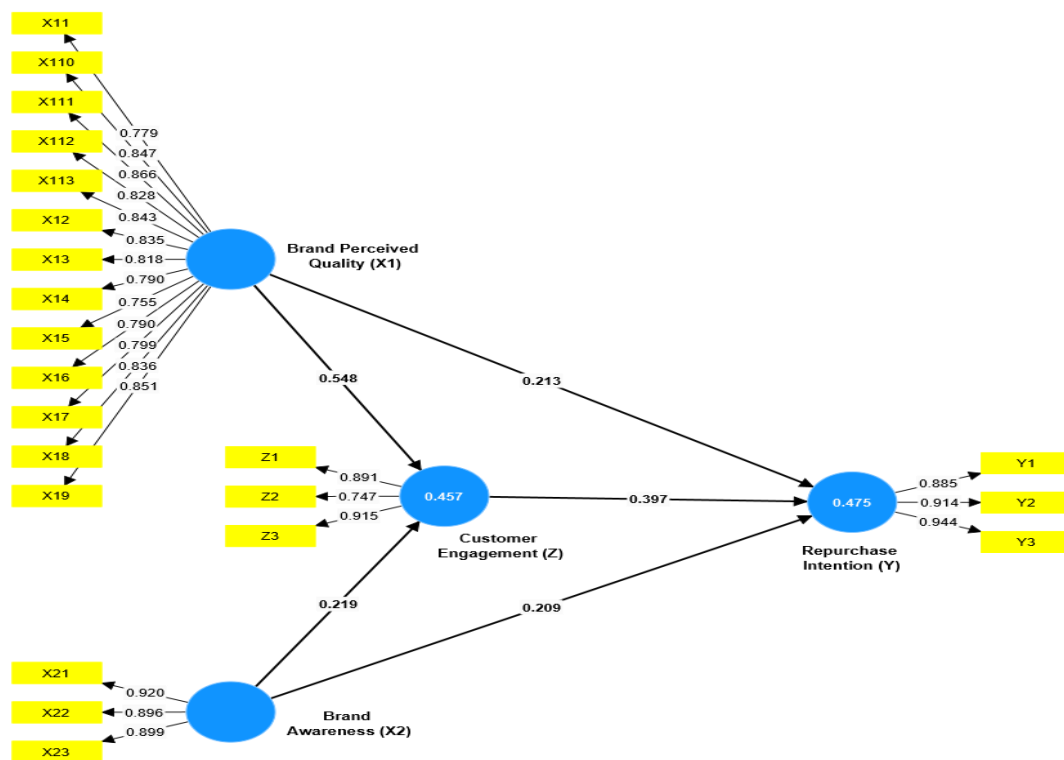 X11
X110
X111
X112
X113
X12
X13
X14
X15
X16
X17
X18
X19
0.779
0.847
0.866
0.828
0.843
0.835
0.818
0.790
0.755
0.790
0.799
0.836
0.851
Brand Perceived
Quality (X1)
0.548
0.213
Z1
Z2
Z3
0.891
0.747
0.915
0.457
Customer
Engagement (Z)
0.397
0.475
Repurchase
Intention (Y)
0.885
0.914
0.944
Y1
Y2
Y3
0.219
0.209
X21
X22
X23
0.920
0.896
0.899
Brand
Awareness (X2)